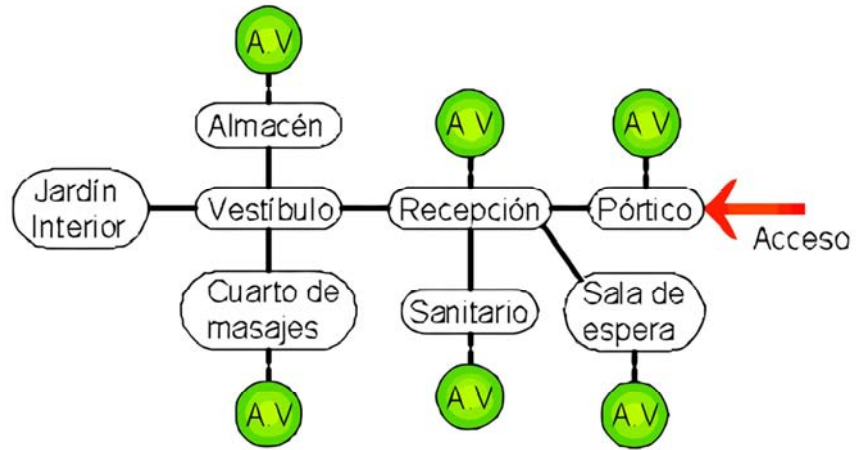 A.V
Almacén
A.V
A.V
Jardín
Interior
Vestíbulo
Recepción
Pórtico
Acceso
Cuarto de
masajes
Sanitario
Sala de
espera
A.V
A.V
A.V